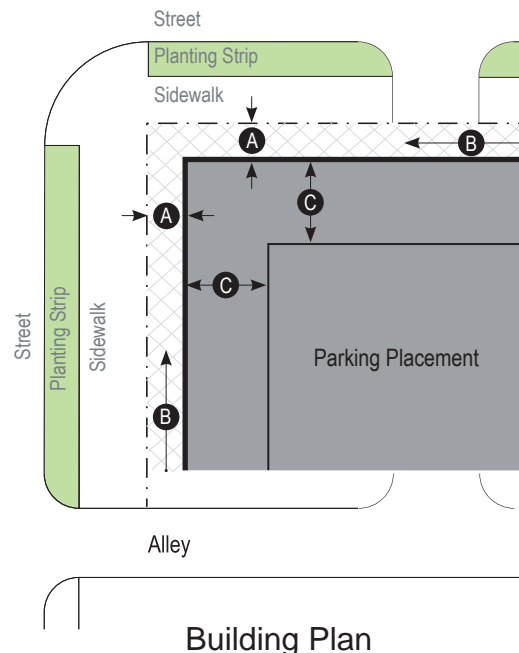 Street
Planting Strip
Sidewalk
A
B
A
C
C
Street
Planting Strip
Sidewalk
Parking Placement
B
Alley
Building Plan